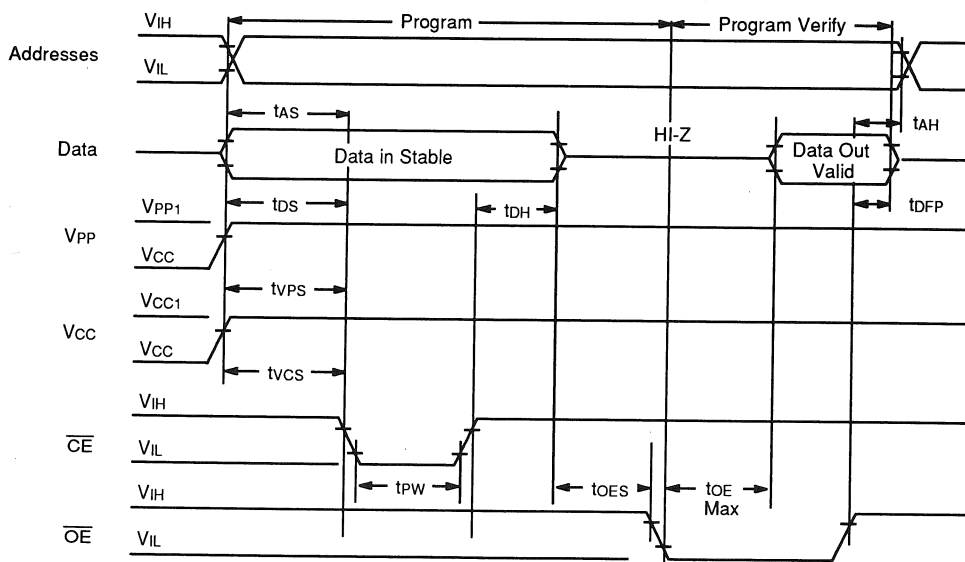 VIH
Program
Program Verify
Addresses
VIL
tAS
tAH
HI-Z
Data
Data in Stable
Data Out
Valid
VPP1
tDS
tDH
tDFP
VPP
VCC
tVPS
VCC1
VCC
VCC
tVCS
VIH
CE
VIL
tPW
tOES
tOE
Max
VIH
OE
VIL